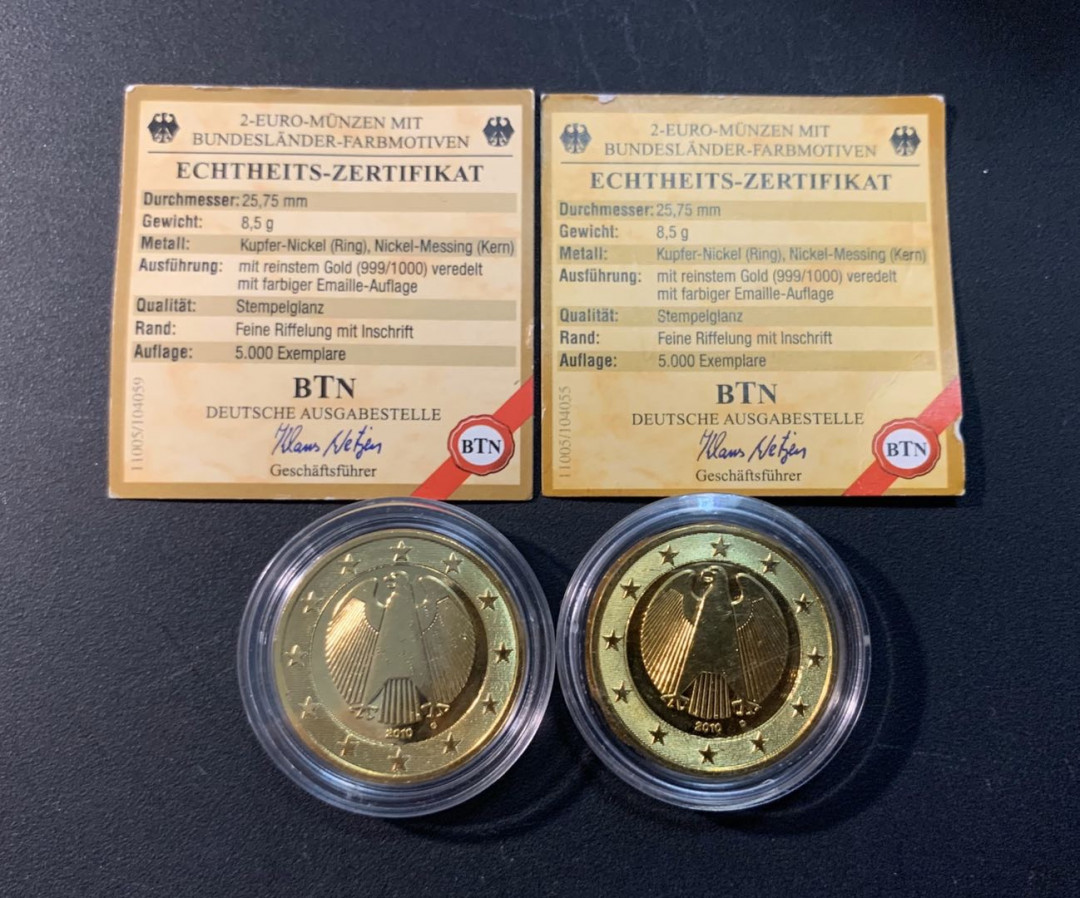 2-EURO-MÜNZEN MIT
BUNDESLÄNDER-FARBMOTIVEN
ECHTHEITS-ZERTIFIKAT
Durchmesser: 25,75 mm
Gewicht: 8,5 g
Metall: Kupfer-Nickel (Ring), Nickel-Messing (Kern)
Ausführung: mit reinstem Gold (999/1000) veredelt
mit farbiger Emaille-Auflage
Qualität: Stempelglanz
Rand: Feine Riffelung mit Inschrift
Auflage: 5.000 Exemplare
BTN
DEUTSCHE AUSGABESTELLE
Klaus Netzen
Geschäftsführer
BTN
11005/104059
2-EURO-MÜNZEN MIT
BUNDESLÄNDER-FARBMOTIVEN
ECHTHEITS-ZERTIFIKAT
Durchmesser: 25,75 mm
Gewicht: 8,5 g
Metall: Kupfer-Nickel (Ring), Nickel-Messing (Kern)
Ausführung: mit reinstem Gold (999/1000) veredelt
mit farbiger Emaille-Auflage
Qualität: Stempelglanz
Rand: Feine Riffelung mit Inschrift
Auflage: 5.000 Exemplare
BTN
DEUTSCHE AUSGABESTELLE
Klaus Netzen
Geschäftsführer
BTN
11005/104055
2010
2010